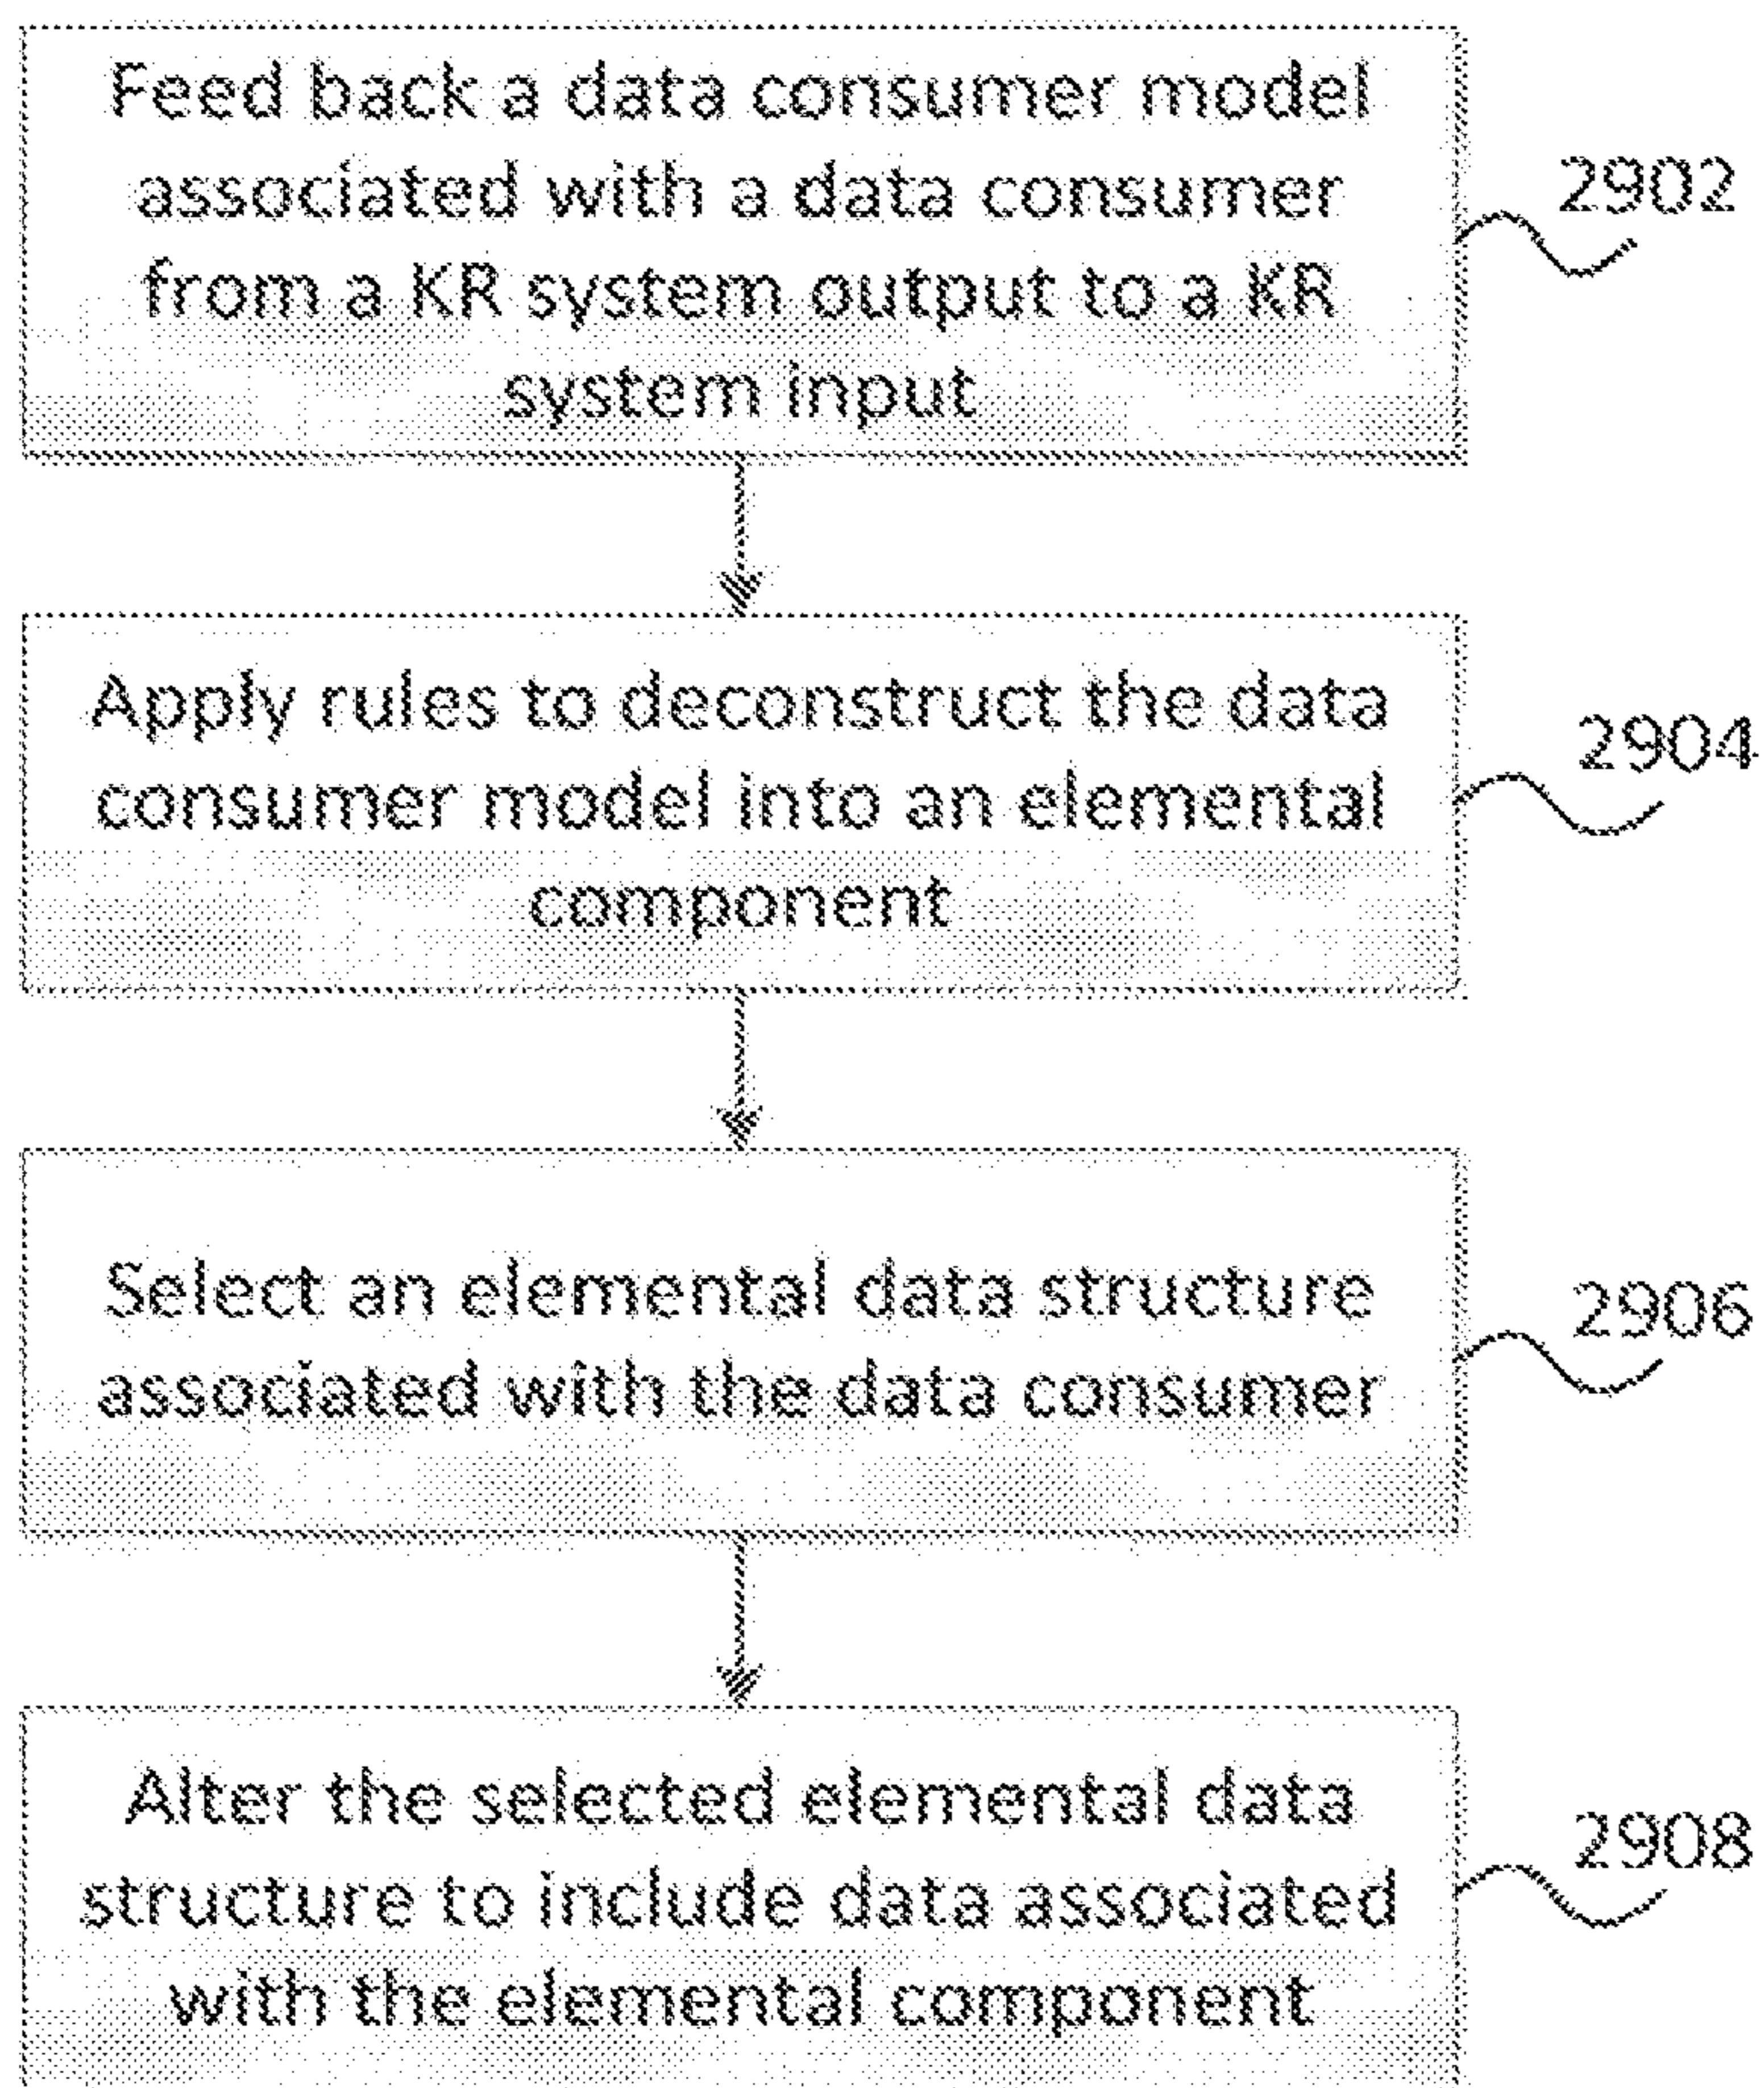 Feed back a data consumer model
associated with a data consumer
from a KR system output to a KR
system input
2902
Apply rules to deconstruct the data
consumer model into an elemental
component
2904
Select an elemental data structure
associated with the data consumer
2906
Alter the selected elemental data
structure to include data associated
with the elemental component
2908